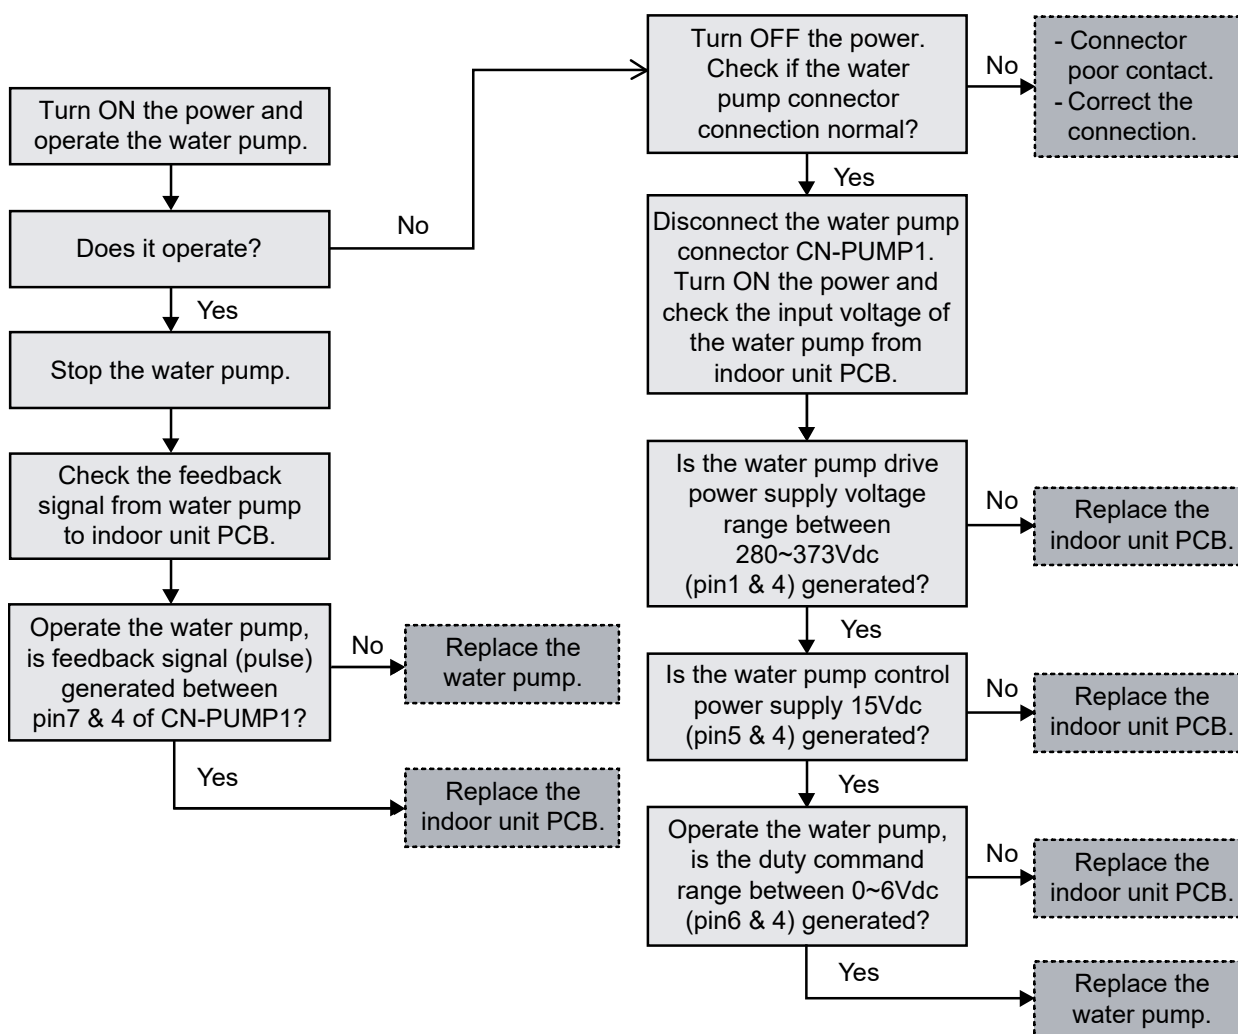 Turn ON the power and
operate the water pump.
Does it operate?
No
Yes
Stop the water pump.
Check the feedback
signal from water pump
to indoor unit PCB.
Operate the water pump,
is feedback signal (pulse)
generated between
pin7 & 4 of CN-PUMP1?
No
Replace the
water pump.
Yes
Replace the
indoor unit PCB.
Turn OFF the power.
Check if the water
pump connector
connection normal?
No
- Connector
poor contact.
- Correct the
connection.
Yes
Disconnect the water pump
connector CN-PUMP1.
Turn ON the power and
check the input voltage of
the water pump from
indoor unit PCB.
Is the water pump drive
power supply voltage
range between
280~373Vdc
(pin1 & 4) generated?
No
Replace the
indoor unit PCB.
Yes
Is the water pump control
power supply 15Vdc
(pin5 & 4) generated?
No
Replace the
indoor unit PCB.
Yes
Operate the water pump,
is the duty command
range between 0~6Vdc
(pin6 & 4) generated?
No
Replace the
indoor unit PCB.
Yes
Replace the
water pump.